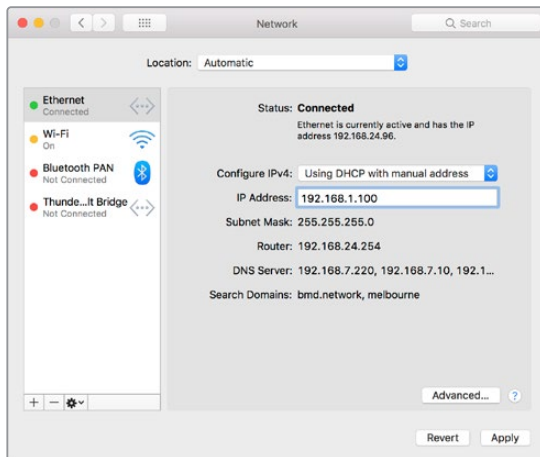 Network
Search
Location: Automatic
Ethernet
Connected
Wi-Fi
On
Bluetooth PAN
Not Connected
Thunde...lt Bridge
Not Connected
Status: Connected
Ethernet is currently active and has the IP
address 192.168.24.96.
Configure IPv4: Using DHCP with manual address
IP Address: 192.168.1.100
Subnet Mask: 255.255.255.0
Router: 192.168.24.254
DNS Server: 192.168.7.220, 192.168.7.10, 192.1...
Search Domains: bmd.network, melbourne
Advanced... ?
Revert Apply